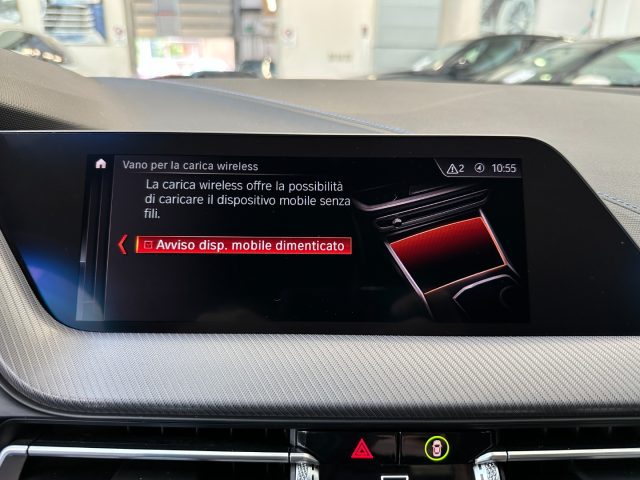 Vano per la carica wireless
2
10:55
La carica wireless offre la possibilità
di caricare il dispositivo mobile senza
fili.
Avviso disp. mobile dimenticato